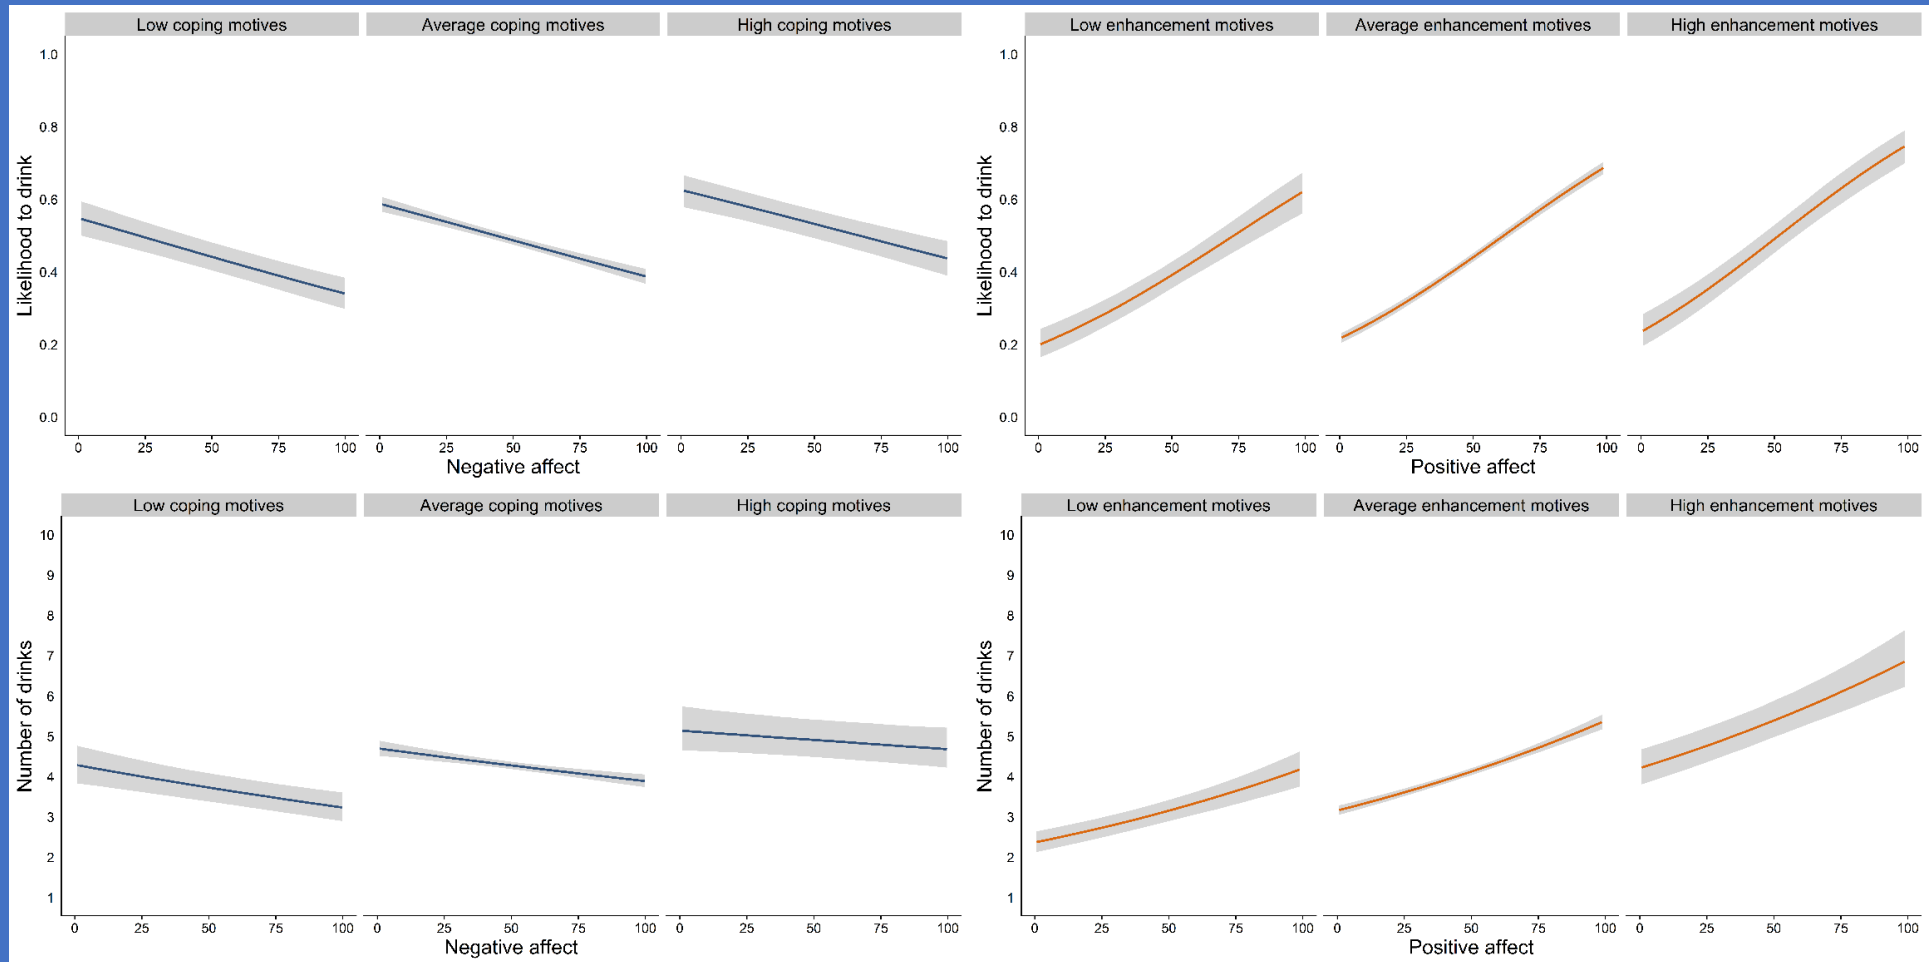 Low coping motives Average coping motives High coping motives
Likelihood to drink
1.0
0.8
0.6
0.4
0.2
0.0
0 25 50 75 100 0 25 50 75 100 0 25 50 75 100
Negative affect
Low enhancement motives Average enhancement motives High enhancement motives
Likelihood to drink
1.0
0.8
0.6
0.4
0.2
0.0
0 25 50 75 100 0 25 50 75 100 0 25 50 75 100
Positive affect
Low coping motives Average coping motives High coping motives
Number of drinks
10
9
8
7
6
5
4
3
2
1
0 25 50 75 100 0 25 50 75 100 0 25 50 75 100
Negative affect
Low enhancement motives Average enhancement motives High enhancement motives
Number of drinks
10
9
8
7
6
5
4
3
2
1
0 25 50 75 100 0 25 50 75 100 0 25 50 75 100
Positive affect